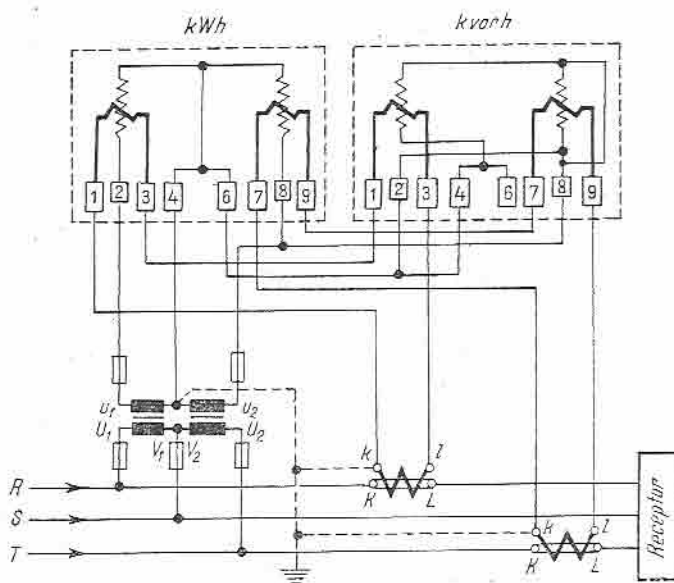 kWh kvarh
1 2 3 4 6 7 8 9 1 2 3 4 6 7 8 9
u1 u2
U1 V1 V2 U2
k l
R K L
S
k l
T K L
Receptor